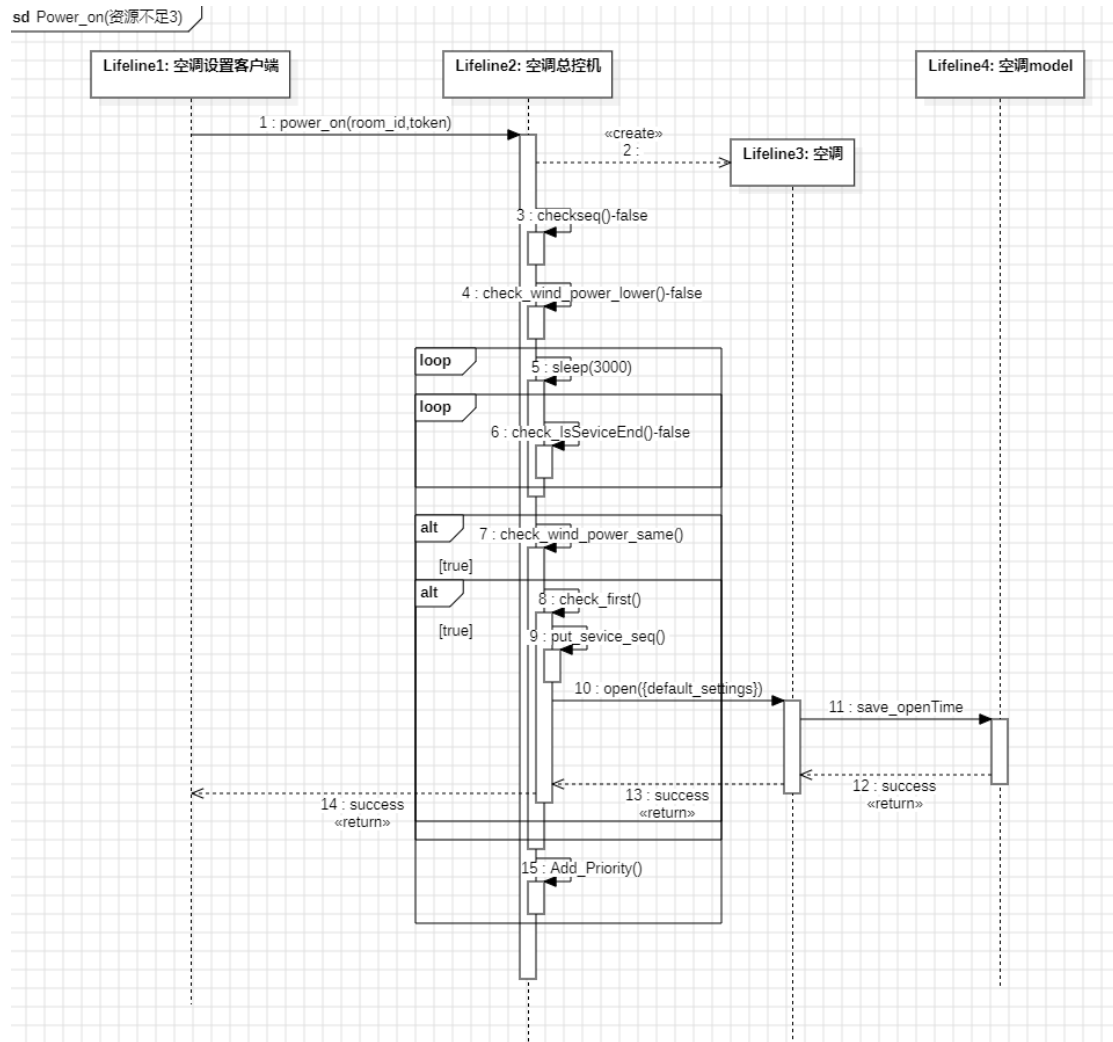 sd Power_on(资源不足3)
Lifeline1: 空调设置客户端
Lifeline2: 空调总控机
Lifeline4: 空调model
1 : power_on(room_id,token)
«create»
2 :
Lifeline3: 空调
3 : checkseq()-false
4 : check_wind_power_lower()-false
loop
5 : sleep(3000)
loop
6 : check_IsSeviceEnd()-false
alt
7 : check_wind_power_same()
[true]
alt
8 : check_first()
[true]
9 : put_sevice_seq()
10 : open({default_settings})
11 : save_openTime
12 : success
«return»
13 : success
«return»
14 : success
«return»
15 : Add_Priority()